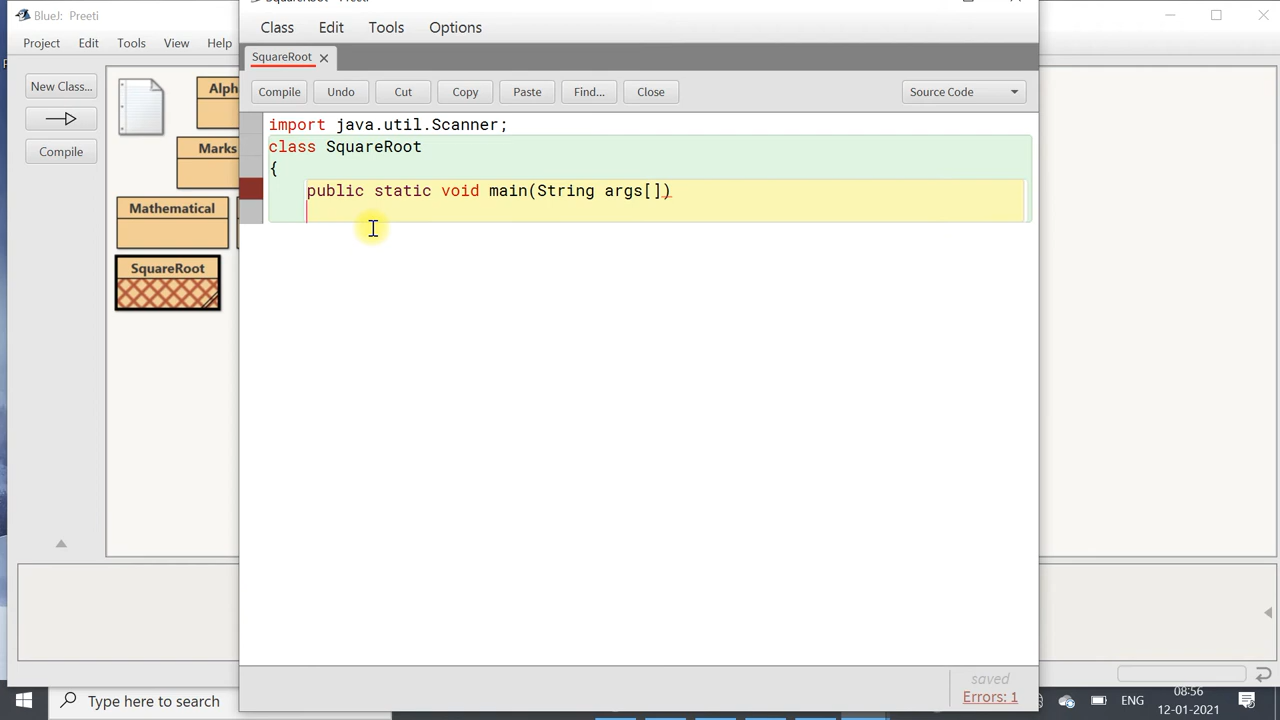 BlueJ: Preeti
Project Edit Tools View Help
New Class...
Compile
Alph
Marks
Mathematical
SquareRoot
Class Edit Tools Options
SquareRoot
Compile Undo Cut Copy Paste Find... Close Source Code
import java.util.Scanner;
class SquareRoot
{
public static void main(String args[])
saved
Errors: 1
Type here to search
ENG
08:56
12-01-2021